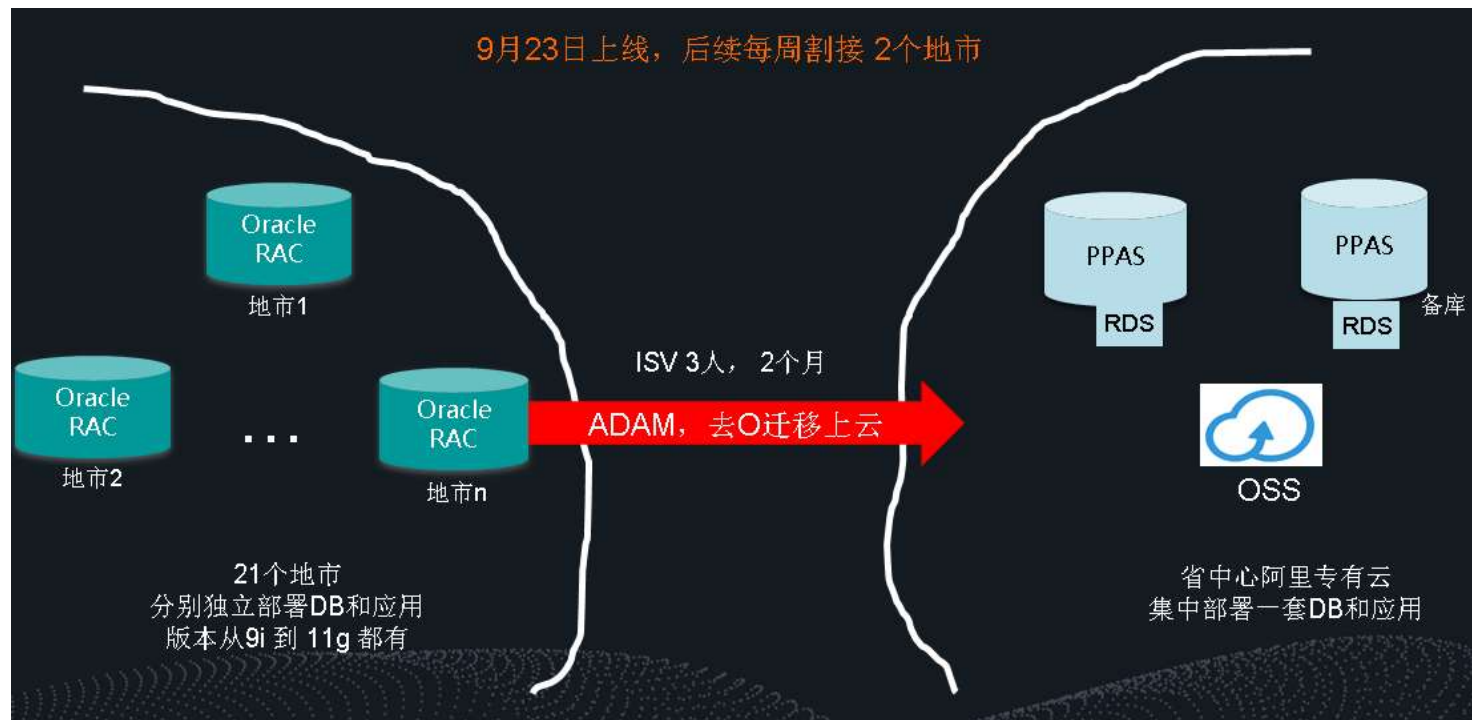 9月23日上线，后续每周割接 2个地市
Oracle
RAC
地市1
Oracle
RAC
地市2
...
Oracle
RAC
地市n
21个地市
分别独立部署DB和应用
版本从9i 到 11g 都有
ISV 3人， 2个月
ADAM，去O迁移上云
PPAS
RDS
PPAS
RDS
备库
OSS
省中心阿里专有云
集中部署一套DB和应用